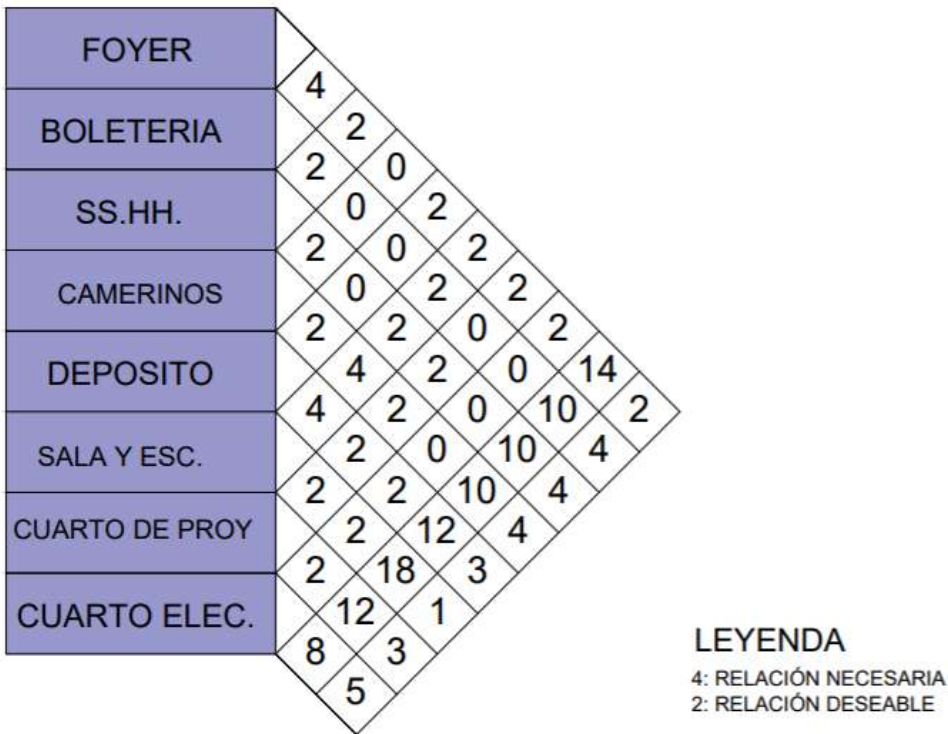 FOYER
4
BOLETERIA 2
2 0
SS.HH. 0 2
2 0 2
CAMERINOS 0 2 2
2 2 0 2
DEPOSITO 4 2 0 14
4 2 0 10 2
SALA Y ESC. 2 0 10 4
2 2 10 4
CUARTO DE PROY 2 12 4
2 18 3
CUARTO ELEC. 12 1
8 3
5
LEYENDA
4: RELACIÓN NECESARIA
2: RELACIÓN DESEABLE